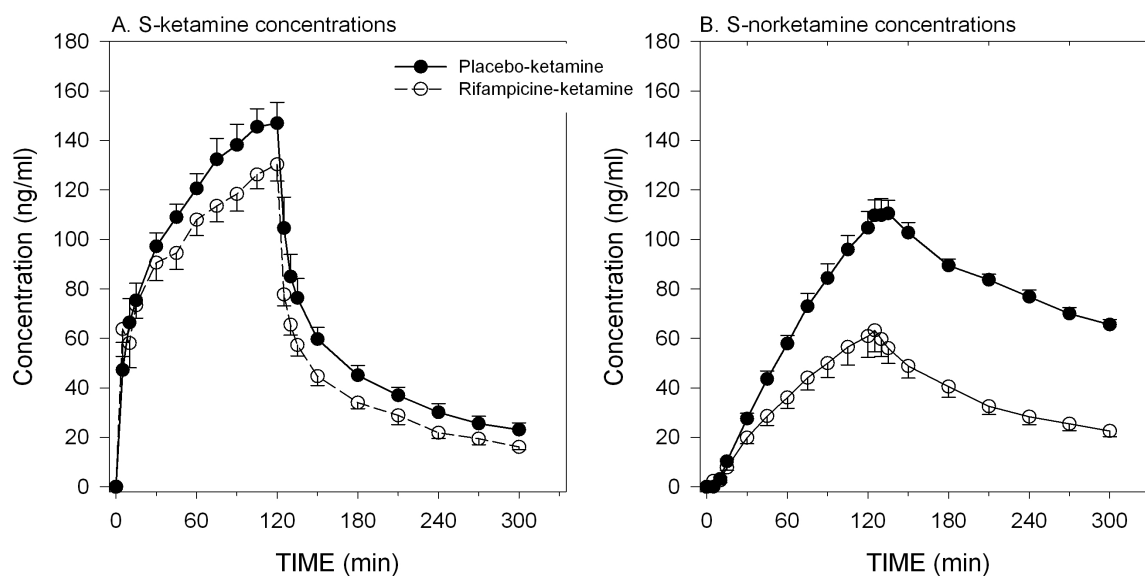 A. S-ketamine concentrations
180
160
140
120
100
80
60
40
20
0
Concentration (ng/ml)
Placebo-ketamine
Rifampicine-ketamine
0 60 120 180 240 300
TIME (min)
B. S-norketamine concentrations
180
160
140
120
100
80
60
40
20
0
Concentration (ng/ml)
0 60 120 180 240 300
TIME (min)